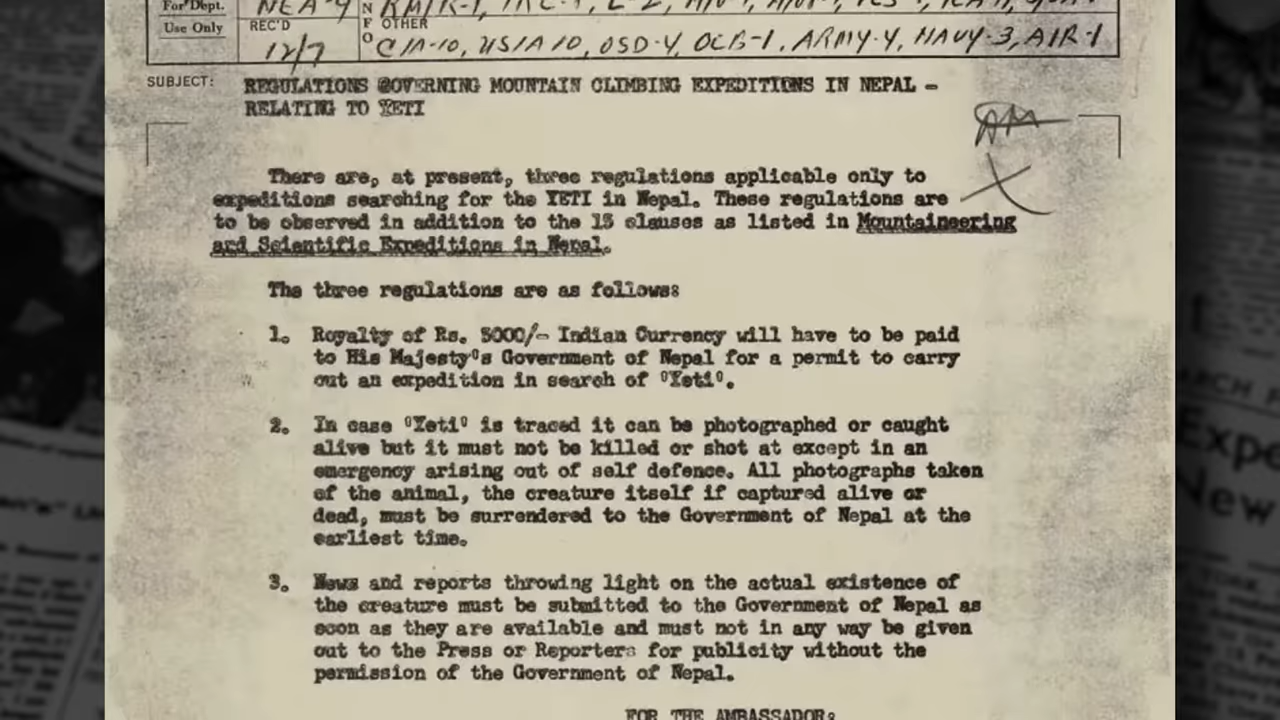 For Dept.
Use Only
REC'D
12/7
N
F
O
OTHER
CIA-10, USIA 10, OSD-4, OCB-1, ARMY-4, NAVY-3, AIR-1
SUBJECT:
REGULATIONS GOVERNING MOUNTAIN CLIMBING EXPEDITIONS IN NEPAL -
RELATING TO YETI
There are, at present, three regulations applicable only to
expeditions searching for the YETI in Nepal. These regulations are
to be observed in addition to the 15 clauses as listed in Mountaineering
and Scientific Expeditions in Nepal.
The three regulations are as follows:
1. Royalty of Rs. 5000/- Indian Currency will have to be paid
to His Majesty's Government of Nepal for a permit to carry
out an expedition in search of 'Yeti'.
2. In case 'Yeti' is traced it can be photographed or caught
alive but it must not be killed or shot at except in an
emergency arising out of self defence. All photographs taken
of the animal, the creature itself if captured alive or
dead, must be surrendered to the Government of Nepal at the
earliest time.
3. News and reports throwing light on the actual existence of
the creature must be submitted to the Government of Nepal as
soon as they are available and must not in any way be given
out to the Press or Reporters for publicity without the
permission of the Government of Nepal.
FOR THE AMBASSADOR: